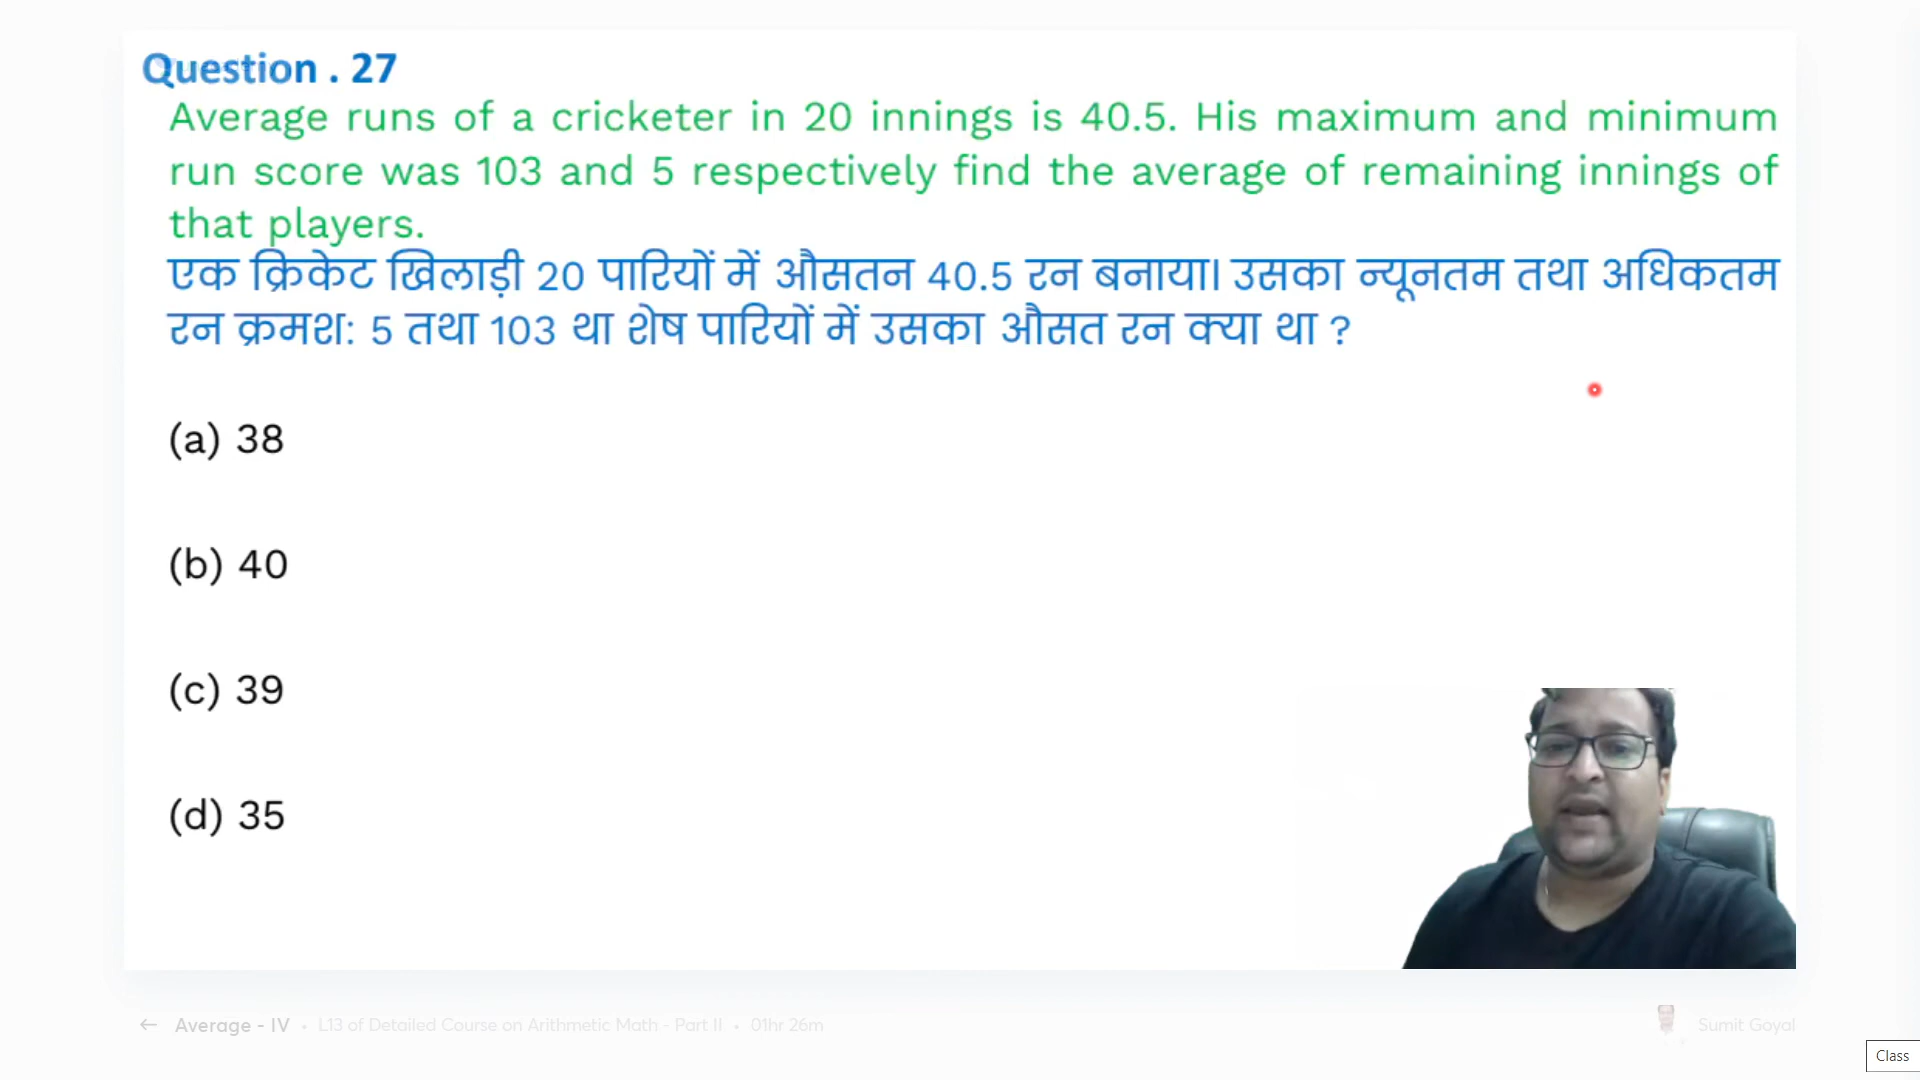 Question . 27
Average runs of a cricketer in 20 innings is 40.5. His maximum and minimum
run score was 103 and 5 respectively find the average of remaining innings of
that players.
एक क्रिकेट खिलाड़ी 20 पारियों में औसतन 40.5 रन बनाया। उसका न्यूनतम तथा अधिकतम
रन क्रमश: 5 तथा 103 था शेष पारियों में उसका औसत रन क्या था ?
(a) 38
(b) 40
(c) 39
(d) 35
← Average - IV • L13 of Detailed Course on Arithmetic Math - Part II • 01hr 26m
Sumit Goyal
Class